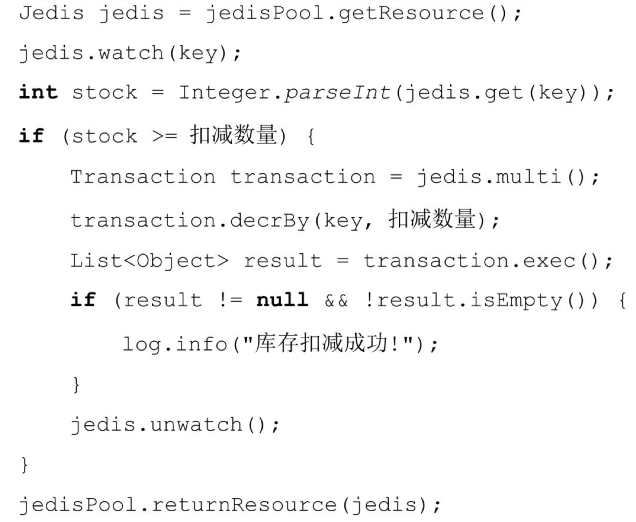 Jedis jedis = jedisPool.getResource();
jedis.watch(key);
int stock = Integer.parseInt(jedis.get(key));
if (stock >= 扣减数量) {
    Transaction transaction = jedis.multi();
    transaction.decrBy(key, 扣减数量);
    List<Object> result = transaction.exec();
    if (result != null && !result.isEmpty()) {
        log.info("库存扣减成功!");
    }
    jedis.unwatch();
}
jedisPool.returnResource(jedis);